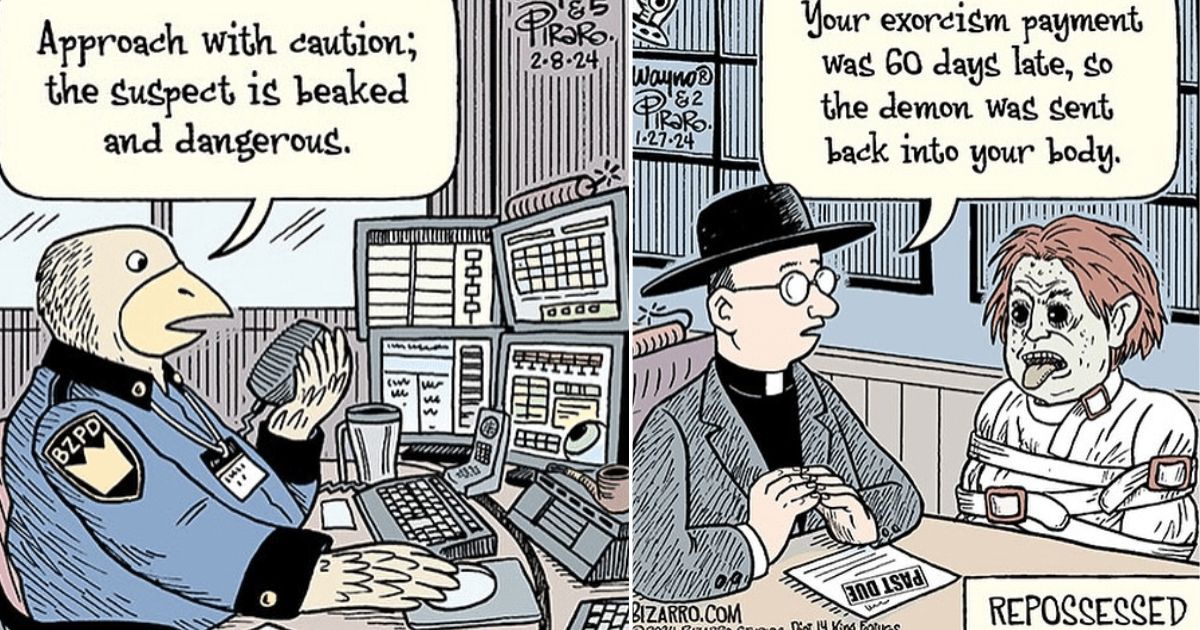 Approach with caution;
the suspect is beaked
and dangerous.
& 5
PIRARO.
2-8-24
BZPD
Your exorcism payment
was 60 days late, so
the demon was sent
back into your body.
Wayno®
& 2
PIRARO.
1-27-24
PAST DUE
BIZARRO.COM
REPOSSESSED